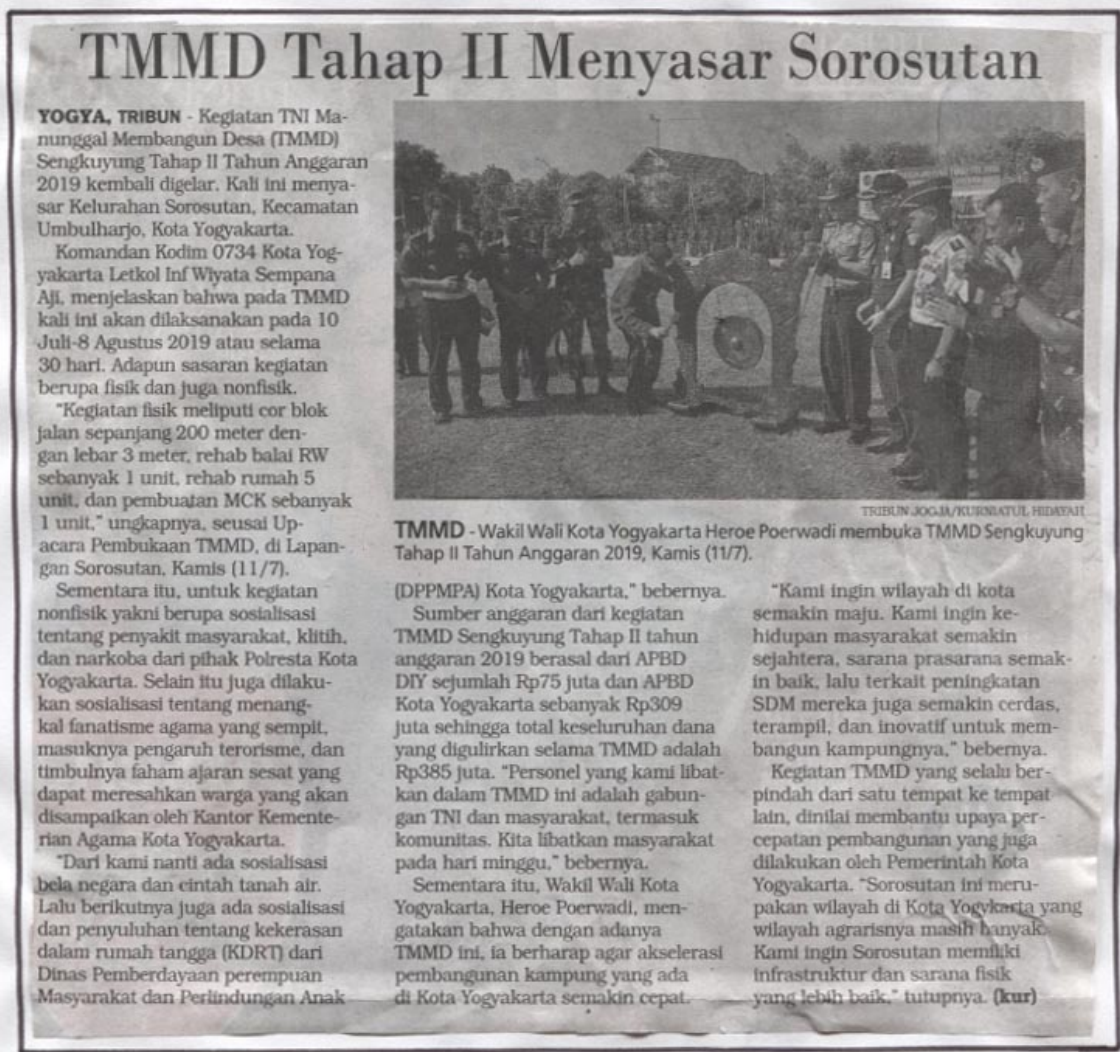 TMMD Tahap II Menyasar Sorosutan
YOGYA, TRIBUN - Kegiatan TNI Ma-
nunggal Membangun Desa (TMMD)
Sengkuyung Tahap II Tahun Anggaran
2019 kembali digelar. Kali ini menya-
sar Kelurahan Sorosutan, Kecamatan
Umbulharjo, Kota Yogyakarta.
Komandan Kodim 0734 Kota Yog-
yakarta Letkol Inf Wiyata Sempana
Aji, menjelaskan bahwa pada TMMD
kali ini akan dilaksanakan pada 10
Juli-8 Agustus 2019 atau selama
30 hari. Adapun sasaran kegiatan
berupa fisik dan juga nonfisik.
"Kegiatan fisik meliputi cor blok
jalan sepanjang 200 meter den-
gan lebar 3 meter, rehab balai RW
sebanyak 1 unit, rehab rumah 5
unit, dan pembuatan MCK sebanyak
1 unit," ungkapnya, seusai Up-
acara Pembukaan TMMD, di Lapan-
gan Sorosutan, Kamis (11/7).
Sementara itu, untuk kegiatan
nonfisik yakni berupa sosialisasi
tentang penyakit masyarakat, klitih,
dan narkoba dari pihak Polresta Kota
Yogyakarta. Selain itu juga dilaku-
kan sosialisasi tentang menang-
kal fanatisme agama yang sempit,
masuknya pengaruh terorisme, dan
timbulnya faham ajaran sesat yang
dapat meresahkan warga yang akan
disampaikan oleh Kantor Kemente-
rian Agama Kota Yogyakarta.
"Dari kami nanti ada sosialisasi
bela negara dan cintah tanah air.
Lalu berikutnya juga ada sosialisasi
dan penyuluhan tentang kekerasan
dalam rumah tangga (KDRT) dari
Dinas Pemberdayaan perempuan
Masyarakat dan Perlindungan Anak
TRIBUN JOGJA/KURNIATUL HIDAYAH
TMMD - Wakil Wali Kota Yogyakarta Heroe Poerwadi membuka TMMD Sengkuyung
Tahap II Tahun Anggaran 2019, Kamis (11/7).
(DPPMPA) Kota Yogyakarta," bebernya.
Sumber anggaran dari kegiatan
TMMD Sengkuyung Tahap II tahun
anggaran 2019 berasal dari APBD
DIY sejumlah Rp75 juta dan APBD
Kota Yogyakarta sebanyak Rp309
juta sehingga total keseluruhan dana
yang digulirkan selama TMMD adalah
Rp385 juta. "Personel yang kami libat-
kan dalam TMMD ini adalah gabun-
gan TNI dan masyarakat, termasuk
komunitas. Kita libatkan masyarakat
pada hari minggu," bebernya.
Sementara itu, Wakil Wali Kota
Yogyakarta, Heroe Poerwadi, men-
gatakan bahwa dengan adanya
TMMD ini, ia berharap agar akselerasi
pembangunan kampung yang ada
di Kota Yogyakarta semakin cepat.
"Kami ingin wilayah di kota
semakin maju. Kami ingin ke-
hidupan masyarakat semakin
sejahtera, sarana prasarana semak-
in baik, lalu terkait peningkatan
SDM mereka juga semakin cerdas,
terampil, dan inovatif untuk mem-
bangun kampungnya," bebernya.
Kegiatan TMMD yang selalu ber-
pindah dari satu tempat ke tempat
lain, dinilai membantu upaya per-
cepatan pembangunan yang juga
dilakukan oleh Pemerintah Kota
Yogyakarta. "Sorosutan ini meru-
pakan wilayah di Kota Yogykarta yang
wilayah agrarisnya masih banyak.
Kami ingin Sorosutan memiliki
infrastruktur dan sarana fisik
yang lebih baik," tutupnya. (kur)